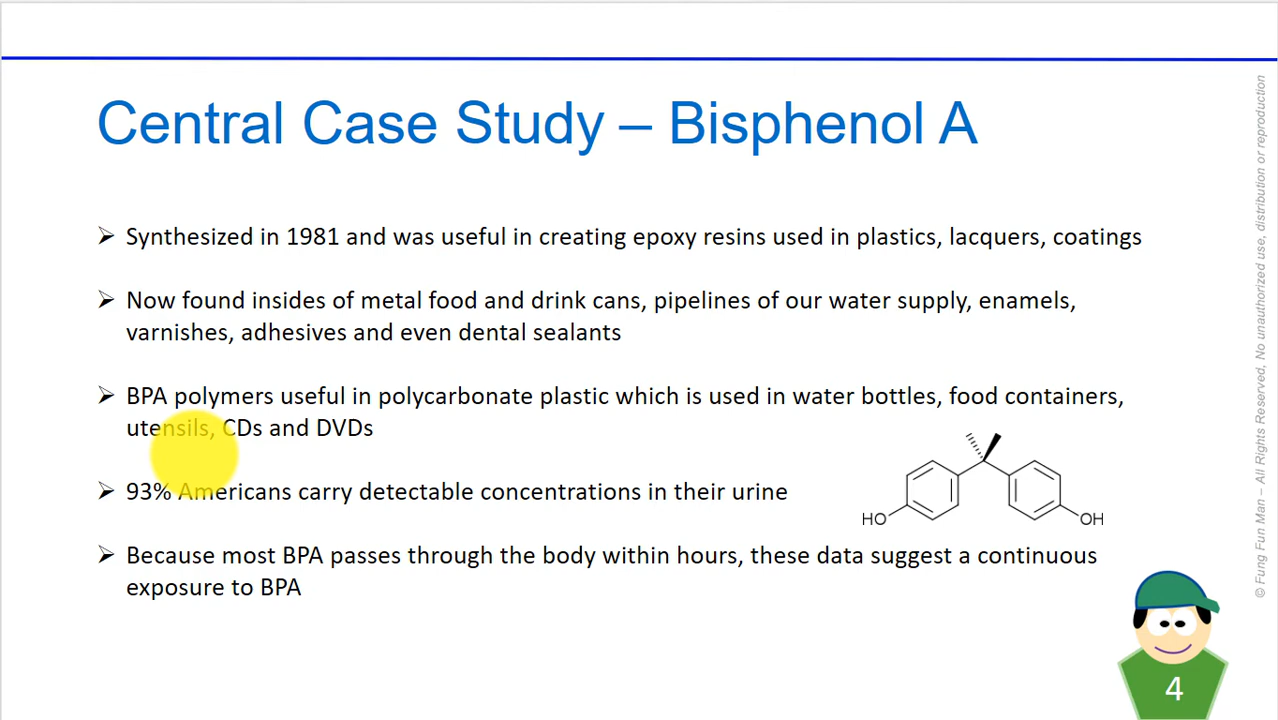 Central Case Study – Bisphenol A
➢ Synthesized in 1981 and was useful in creating epoxy resins used in plastics, lacquers, coatings
➢ Now found insides of metal food and drink cans, pipelines of our water supply, enamels,
varnishes, adhesives and even dental sealants
➢ BPA polymers useful in polycarbonate plastic which is used in water bottles, food containers,
utensils, CDs and DVDs
➢ 93% Americans carry detectable concentrations in their urine
HO
OH
➢ Because most BPA passes through the body within hours, these data suggest a continuous
exposure to BPA
4
© Fung Fun Man – All Rights Reserved, No unauthorized use, distribution or reproduction